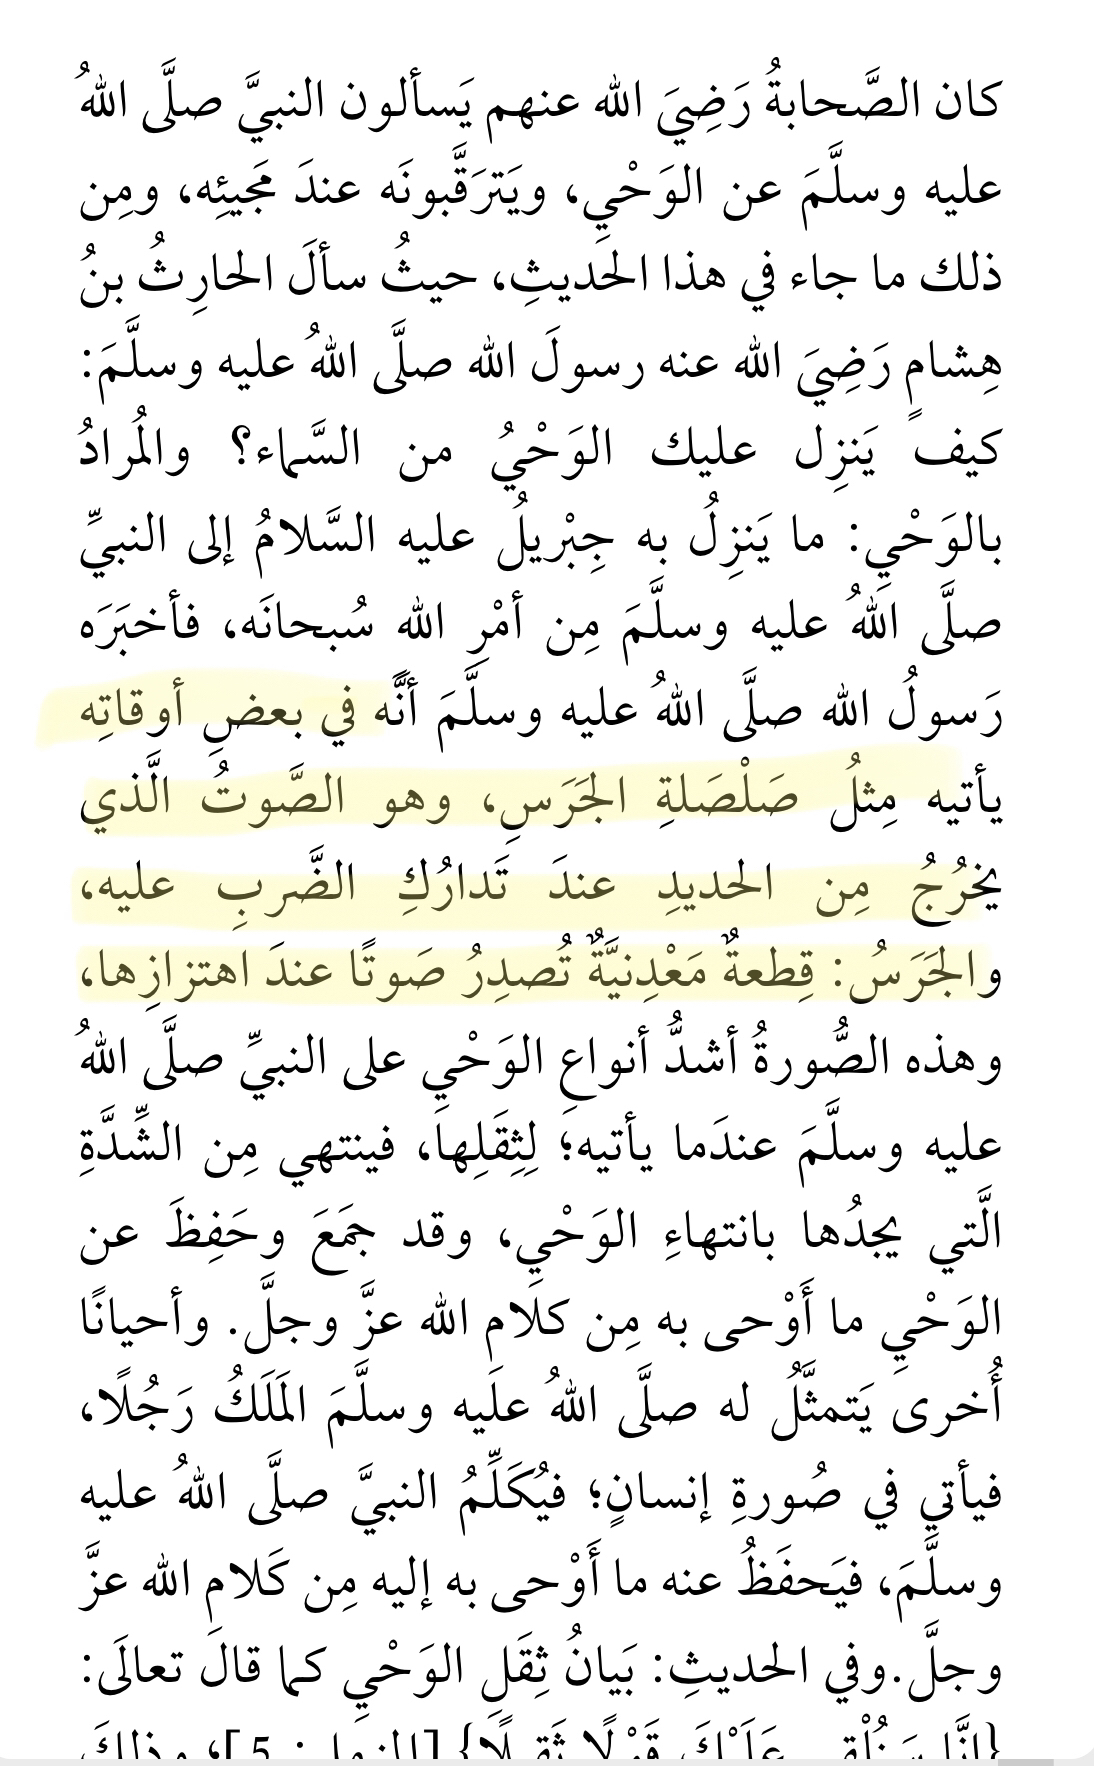 كان الصَّحابةُ رَضِيَ الله عنهم يَسألون النبيَّ صلَّى اللهُ
عليه وسلَّمَ عن الوَحْيِ، ويَتَرَقَّبونَه عندَ مَجيئِه، ومِن
ذلك ما جاء في هذا الحديثِ، حيثُ سألَ الحارِثُ بنُ
هِشامٍ رَضِيَ الله عنه رسولَ الله صلَّى اللهُ عليه وسلَّمَ:
كيف يَنزِل عليك الوَحْيُ من السَّماء؟ والمُرادُ
بالوَحْيِ: ما يَنزِلُ به جِبْريلُ عليه السَّلامُ إلى النبيِّ
صلَّى اللهُ عليه وسلَّمَ مِن أمْرِ الله سُبحانَه، فأخبَرَه
رَسولُ الله صلَّى اللهُ عليه وسلَّمَ أنَّه في بعضِ أوقاتِه
يأتيه مِثلُ صَلْصَلةِ الجَرَسِ، وهو الصَّوتُ الَّذي
يخرُجُ مِن الحديدِ عندَ تَدارُكِ الضَّربِ عليه،
والجَرَسُ: قِطعةٌ مَعْدِنيَّةٌ تُصدِرُ صَوتًا عندَ اهتزازِها،
وهذه الصُّورةُ أشدُّ أنواعِ الوَحْيِ على النبيِّ صلَّى اللهُ
عليه وسلَّمَ عندَما يأتيه؛ لِثِقَلِها، فينتهي مِن الشِّدَّةِ
الَّتي يجدُها بانتهاءِ الوَحْيِ، وقد جَمَعَ وحَفِظَ عن
الوَحْيِ ما أَوْحى به مِن كلام الله عزَّ وجلَّ. وأحيانًا
أُخرى يَتمثَّلُ له صلَّى اللهُ عليه وسلَّمَ المَلَكُ رَجُلًا،
فيأتي في صُورةِ إنسانٍ؛ فيُكَلِّمُ النبيَّ صلَّى اللهُ عليه
وسلَّمَ، فيَحفَظُ عنه ما أَوْحى به إليه مِن كَلامِ الله عزَّ
وجلَّ.وفي الحديثِ: بَيانُ ثِقَلِ الوَحْيِ كما قالَ تعالَى:
{إِنَّا سَنُلْقِي عَلَيْكَ قَوْلًا ثَقِيلًا} [المزمل: 5]؛ وذلكَ